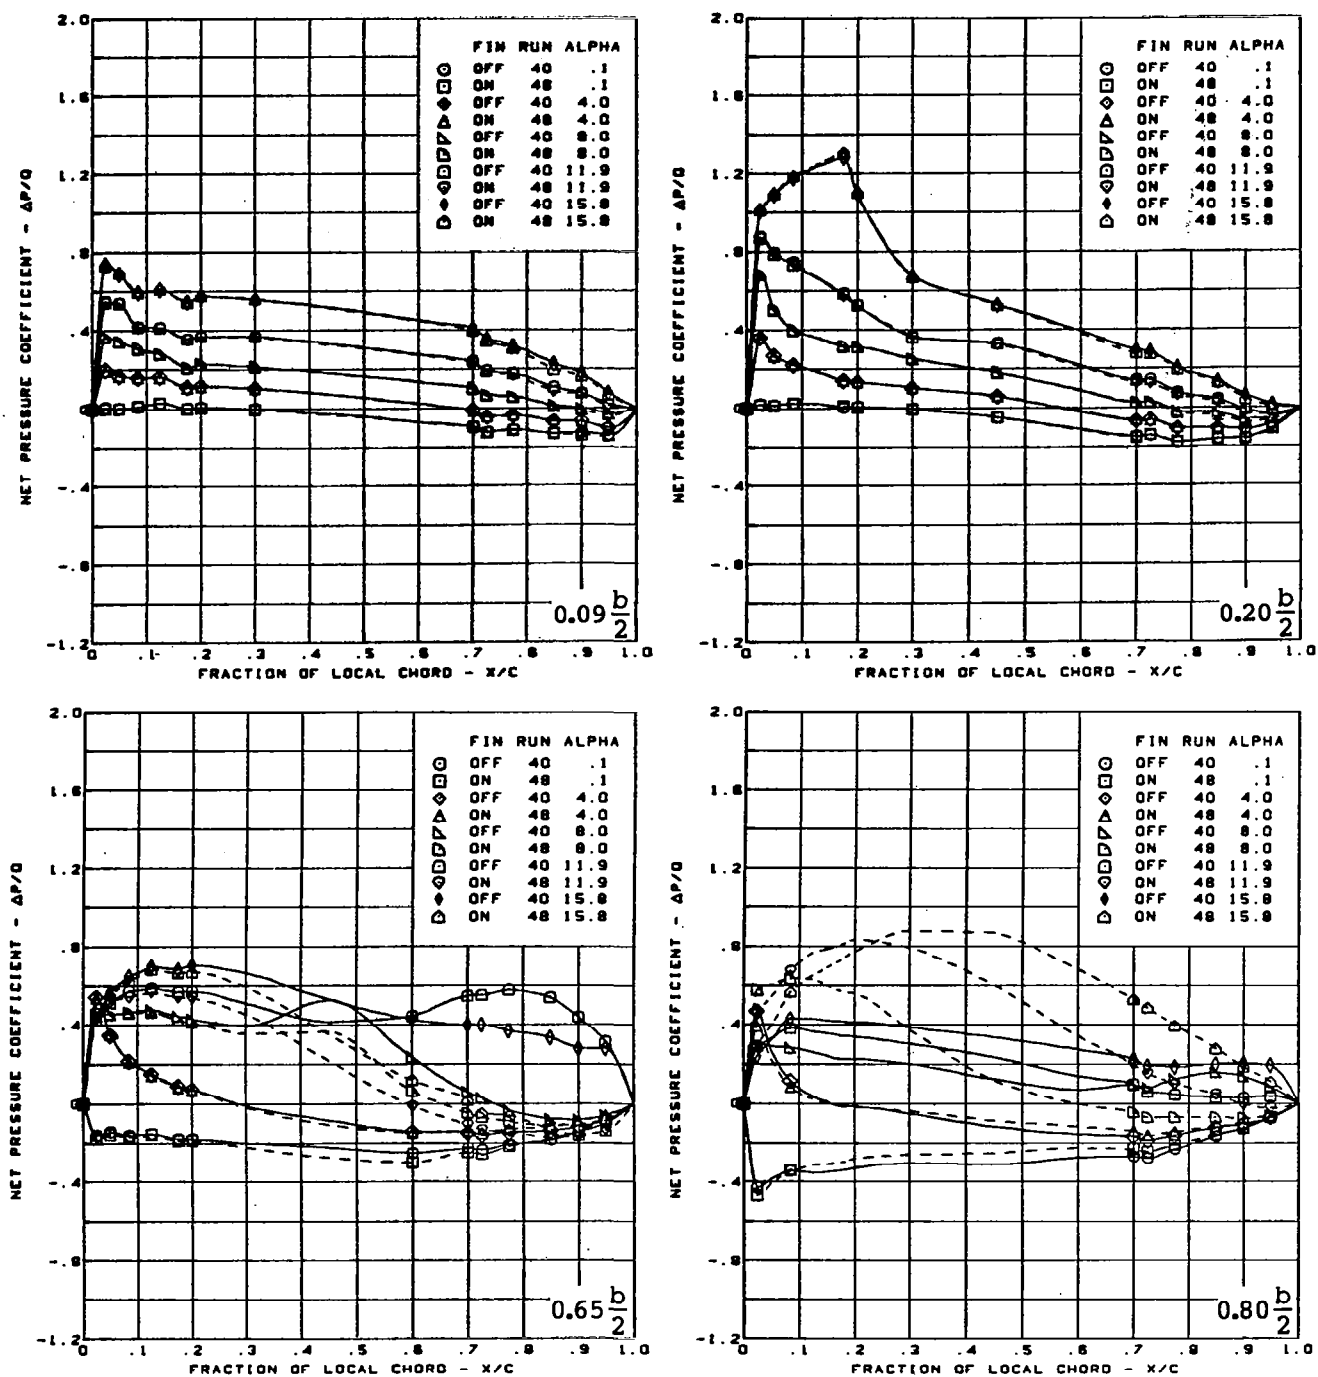 2.0
1.6
1.2
.8
.4
0
-.4
-.8
-1.2
NET PRESSURE COEFFICIENT - ΔP/Q
FIN RUN ALPHA
OFF 40 .1
ON 48 .1
OFF 40 4.0
ON 48 4.0
OFF 40 8.0
ON 48 8.0
OFF 40 11.9
ON 48 11.9
OFF 40 15.8
ON 48 15.8
0.09 b/2
0 .1 .2 .3 .4 .5 .6 .7 .8 .9 1.0
FRACTION OF LOCAL CHORD - X/C
2.0
1.6
1.2
.8
.4
0
-.4
-.8
-1.2
NET PRESSURE COEFFICIENT - ΔP/Q
FIN RUN ALPHA
OFF 40 .1
ON 48 .1
OFF 40 4.0
ON 48 4.0
OFF 40 8.0
ON 48 8.0
OFF 40 11.9
ON 48 11.9
OFF 40 15.8
ON 48 15.8
0.20 b/2
0 .1 .2 .3 .4 .5 .6 .7 .8 .9 1.0
FRACTION OF LOCAL CHORD - X/C
2.0
1.6
1.2
.8
.4
0
-.4
-.8
-1.2
NET PRESSURE COEFFICIENT - ΔP/Q
FIN RUN ALPHA
OFF 40 .1
ON 48 .1
OFF 40 4.0
ON 48 4.0
OFF 40 8.0
ON 48 8.0
OFF 40 11.9
ON 48 11.9
OFF 40 15.8
ON 48 15.8
0.65 b/2
0 .1 .2 .3 .4 .5 .6 .7 .8 .9 1.0
FRACTION OF LOCAL CHORD - X/C
2.0
1.6
1.2
.8
.4
0
-.4
-.8
-1.2
NET PRESSURE COEFFICIENT - ΔP/Q
FIN RUN ALPHA
OFF 40 .1
ON 48 .1
OFF 40 4.0
ON 48 4.0
OFF 40 8.0
ON 48 8.0
OFF 40 11.9
ON 48 11.9
OFF 40 15.8
ON 48 15.8
0.80 b/2
0 .1 .2 .3 .4 .5 .6 .7 .8 .9 1.0
FRACTION OF LOCAL CHORD - X/C